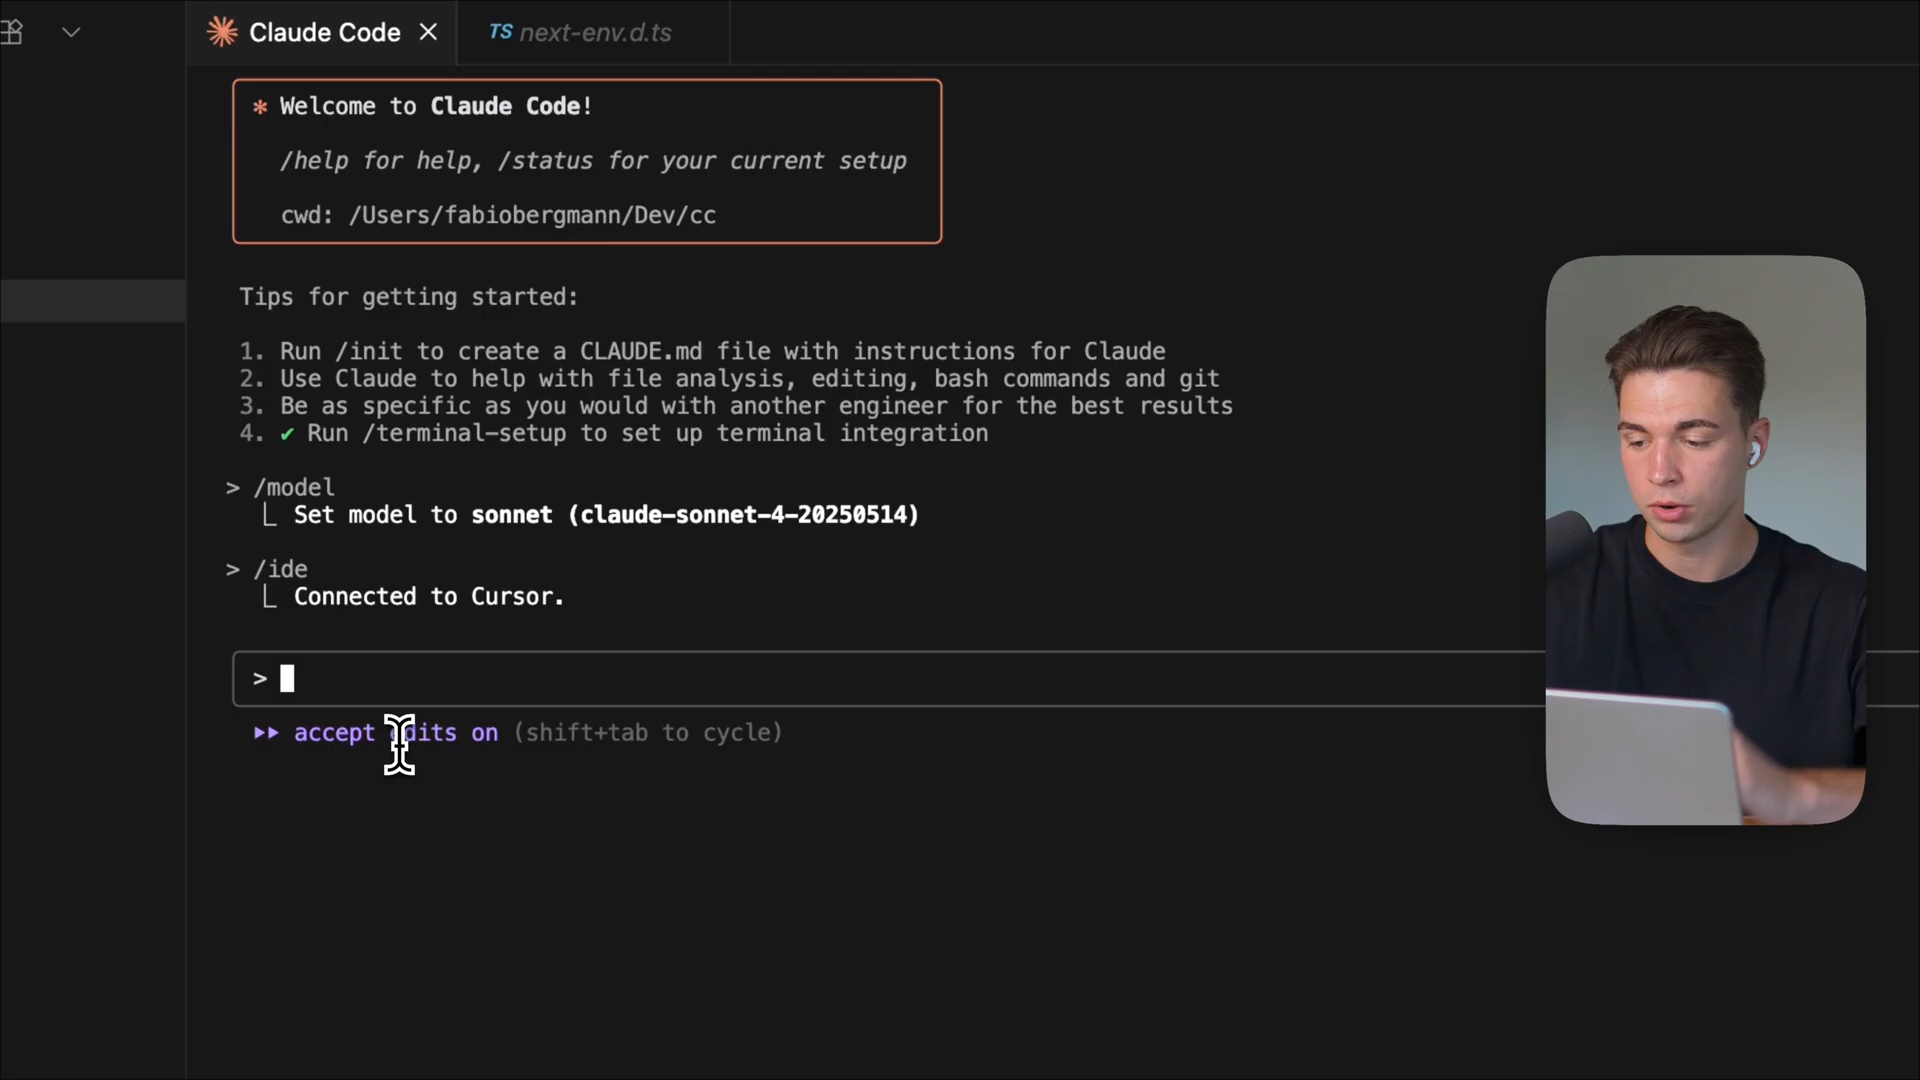 Claude Code
TS next-env.d.ts
* Welcome to Claude Code!
/help for help, /status for your current setup
cwd: /Users/fabiobergmann/Dev/cc
Tips for getting started:
1. Run /init to create a CLAUDE.md file with instructions for Claude
2. Use Claude to help with file analysis, editing, bash commands and git
3. Be as specific as you would with another engineer for the best results
4. ✔ Run /terminal-setup to set up terminal integration
> /model
⎣ Set model to sonnet (claude-sonnet-4-20250514)
> /ide
⎣ Connected to Cursor.
>
▸▸ accept edits on (shift+tab to cycle)